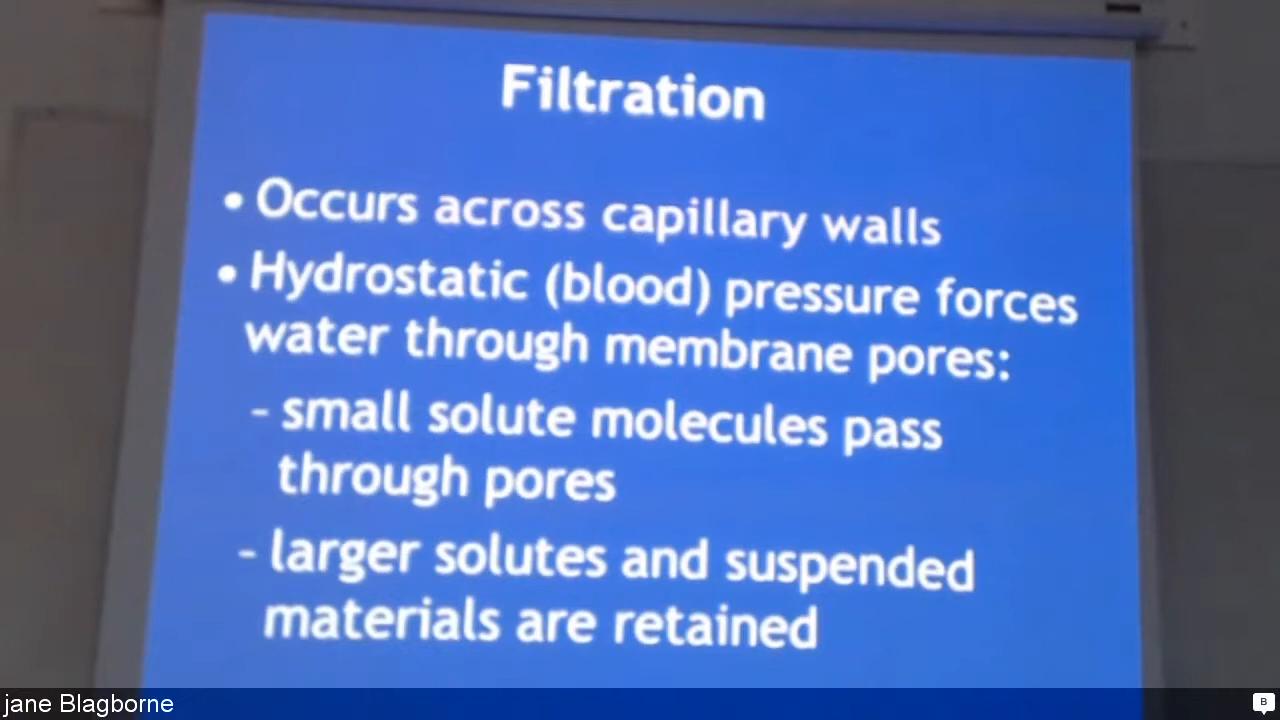 Filtration
• Occurs across capillary walls
• Hydrostatic (blood) pressure forces
water through membrane pores:
– small solute molecules pass
through pores
– larger solutes and suspended
materials are retained
jane Blagborne
B